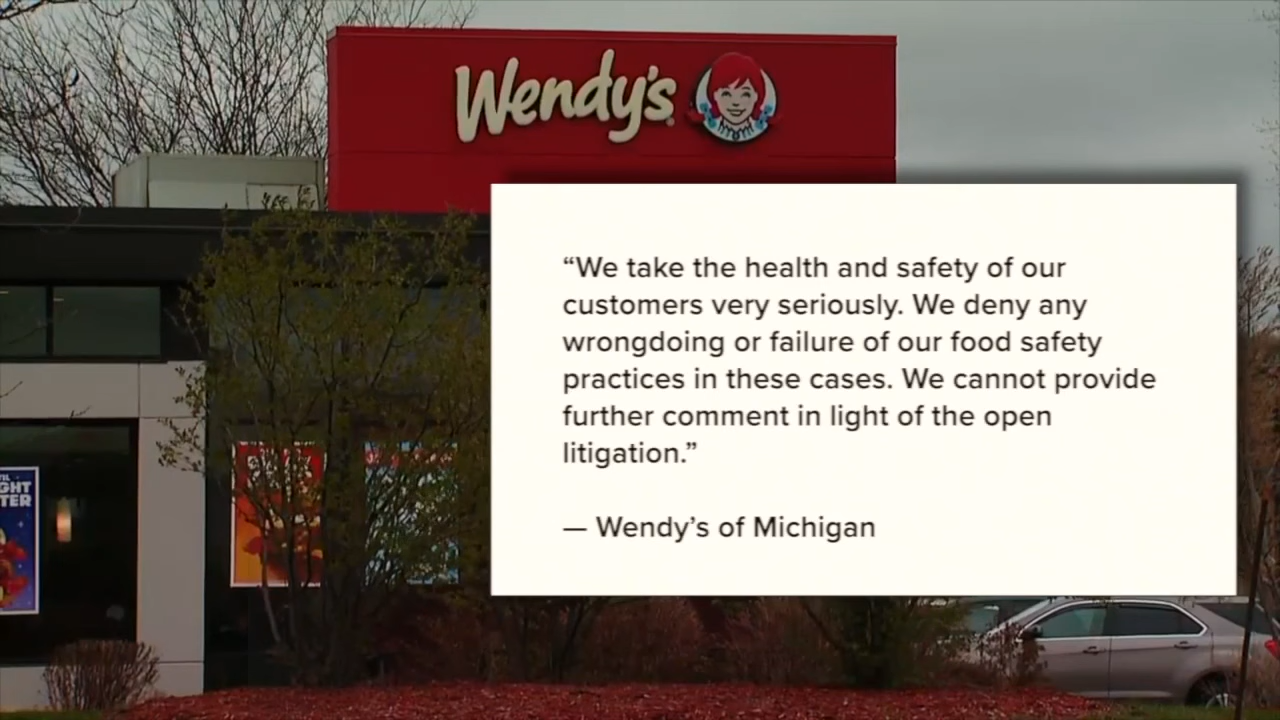 Wendy's
“We take the health and safety of our
customers very seriously. We deny any
wrongdoing or failure of our food safety
practices in these cases. We cannot provide
further comment in light of the open
litigation.”
— Wendy’s of Michigan